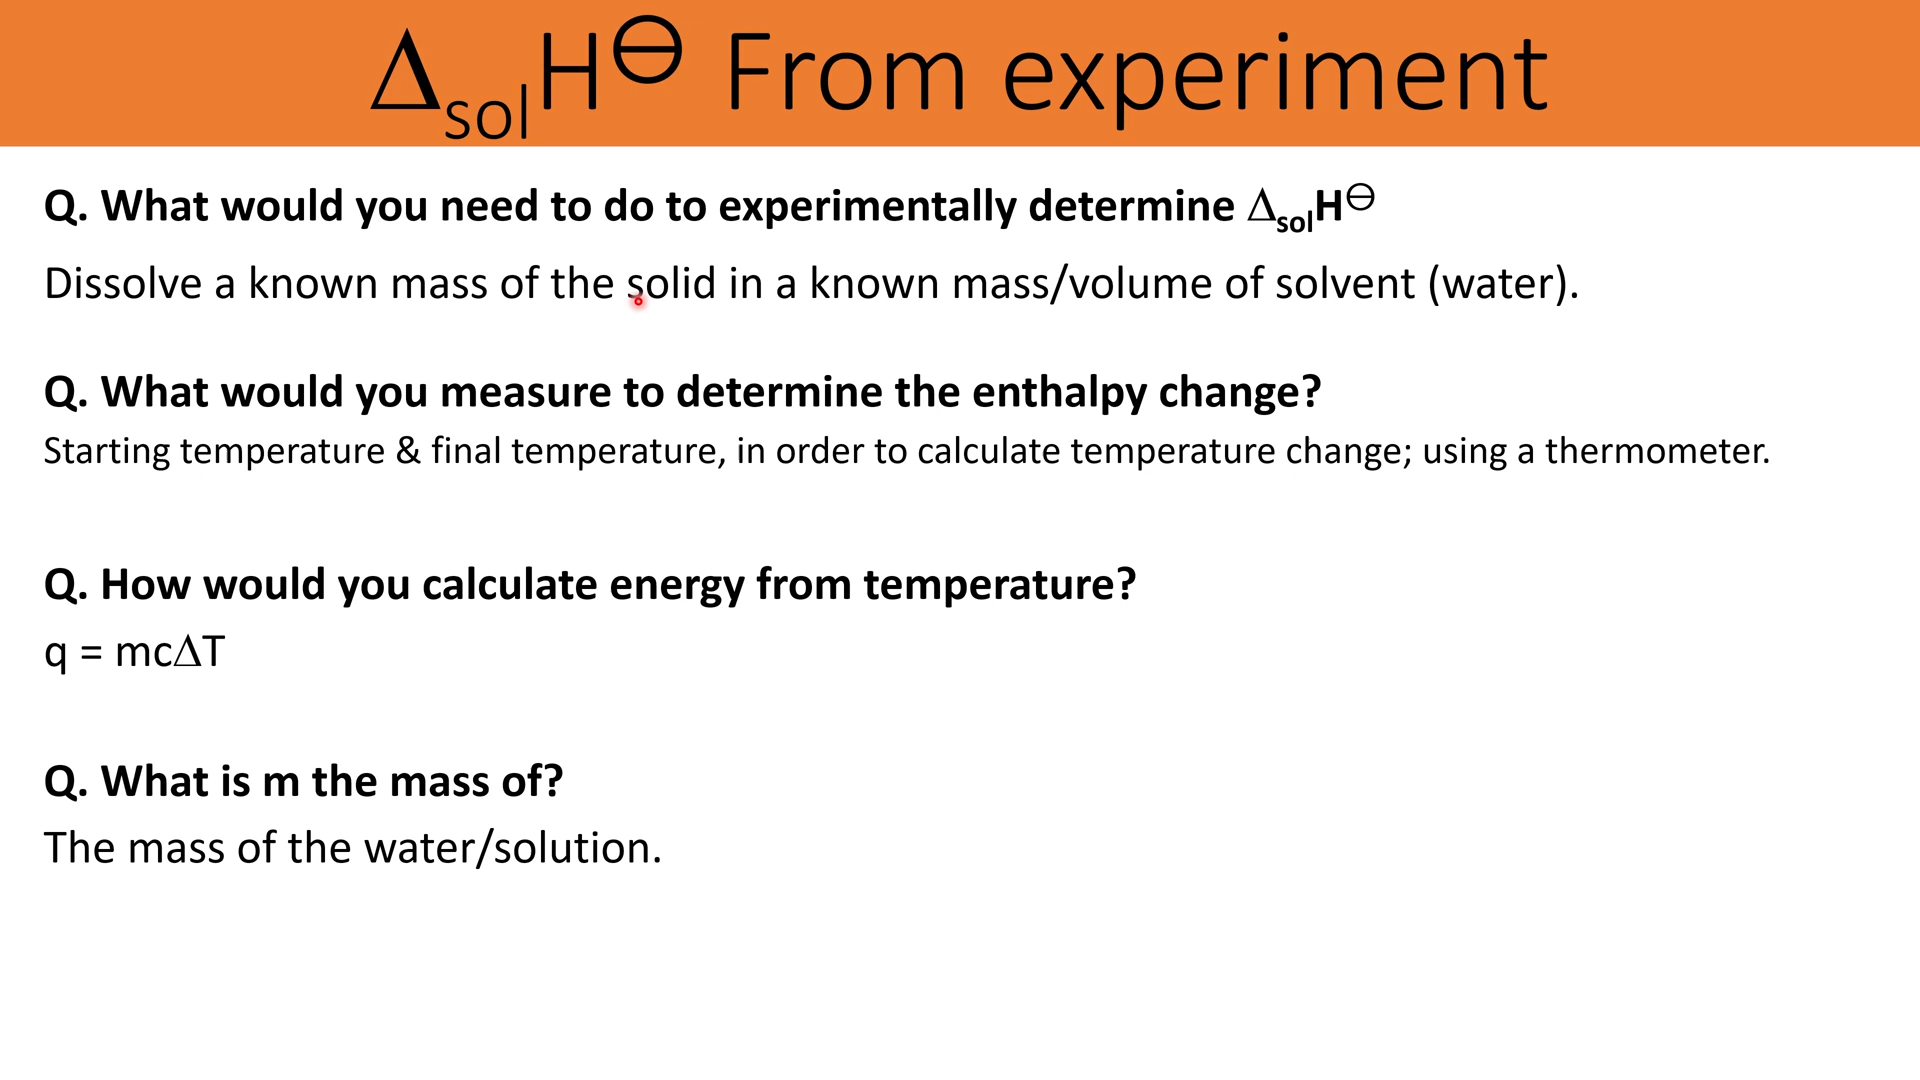 ΔsolH⊖ From experiment
Q. What would you need to do to experimentally determine ΔsolH⊖
Dissolve a known mass of the solid in a known mass/volume of solvent (water).
Q. What would you measure to determine the enthalpy change?
Starting temperature & final temperature, in order to calculate temperature change; using a thermometer.
Q. How would you calculate energy from temperature?
q = mcΔT
Q. What is m the mass of?
The mass of the water/solution.